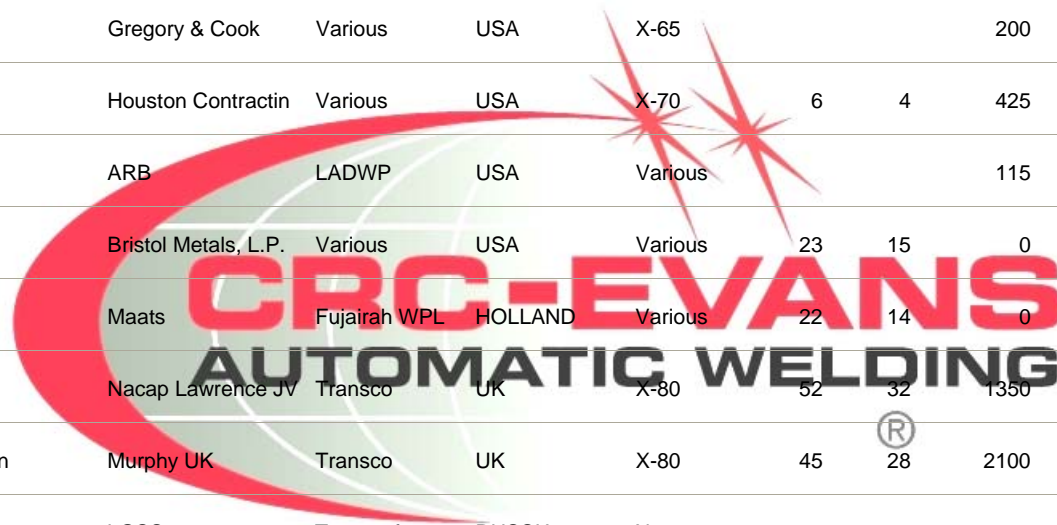 Gregory & Cook Various USA X-65 200
Houston Contractin Various USA X-70 6 4 425
ARB LADWP USA Various 115
Bristol Metals, L.P. Various USA Various 23 15 0
CRC-EVANS
Maats Fujairah WPL HOLLAND Various 22 14 0
AUTOMATIC WELDING
Nacap Lawrence JV Transco UK X-80 52 32 1350
®
n Murphy UK Transco UK X-80 45 28 2100